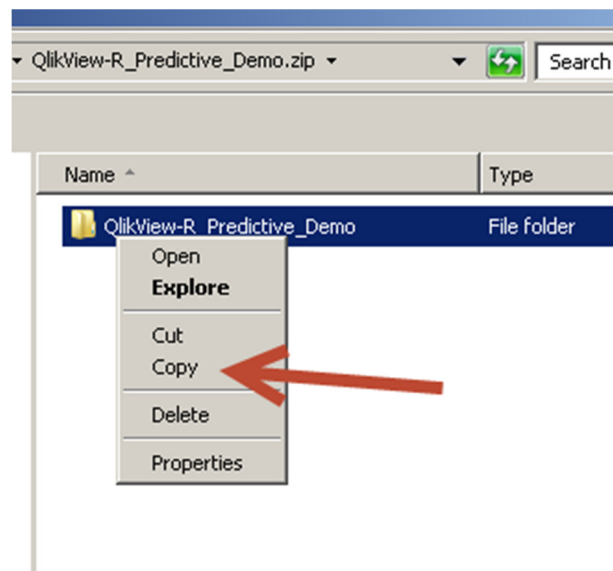 QlikView-R_Predictive_Demo.zip
Search
Name
Type
QlikView-R_Predictive_Demo
File folder
Open
Explore
Cut
Copy
Delete
Properties